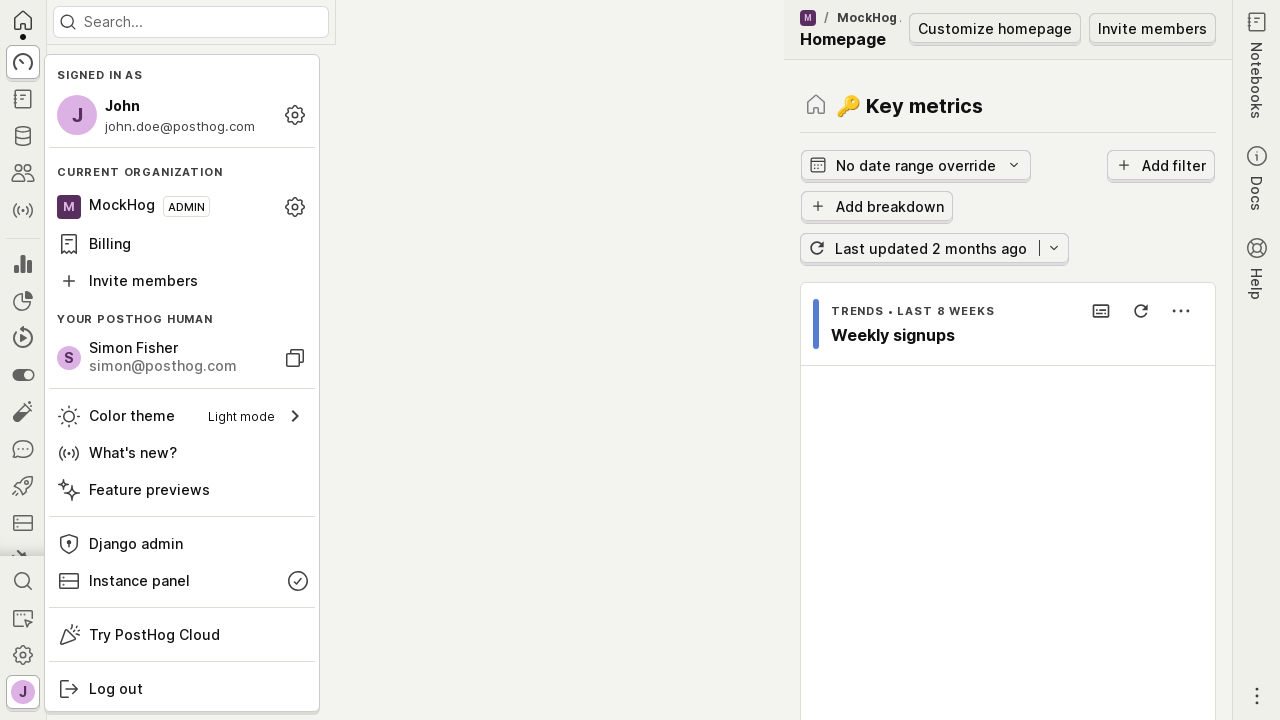 Search...
SIGNED IN AS
J
John
john.doe@posthog.com
CURRENT ORGANIZATION
M
MockHog
ADMIN
Billing
Invite members
YOUR POSTHOG HUMAN
S
Simon Fisher
simon@posthog.com
Color theme
Light mode
What's new?
Feature previews
Django admin
Instance panel
Try PostHog Cloud
Log out
J
M / MockHog
Homepage
Customize homepage
Invite members
🔑 Key metrics
No date range override
Add filter
Add breakdown
Last updated 2 months ago
TRENDS • LAST 8 WEEKS
Weekly signups
Notebooks
Docs
Help